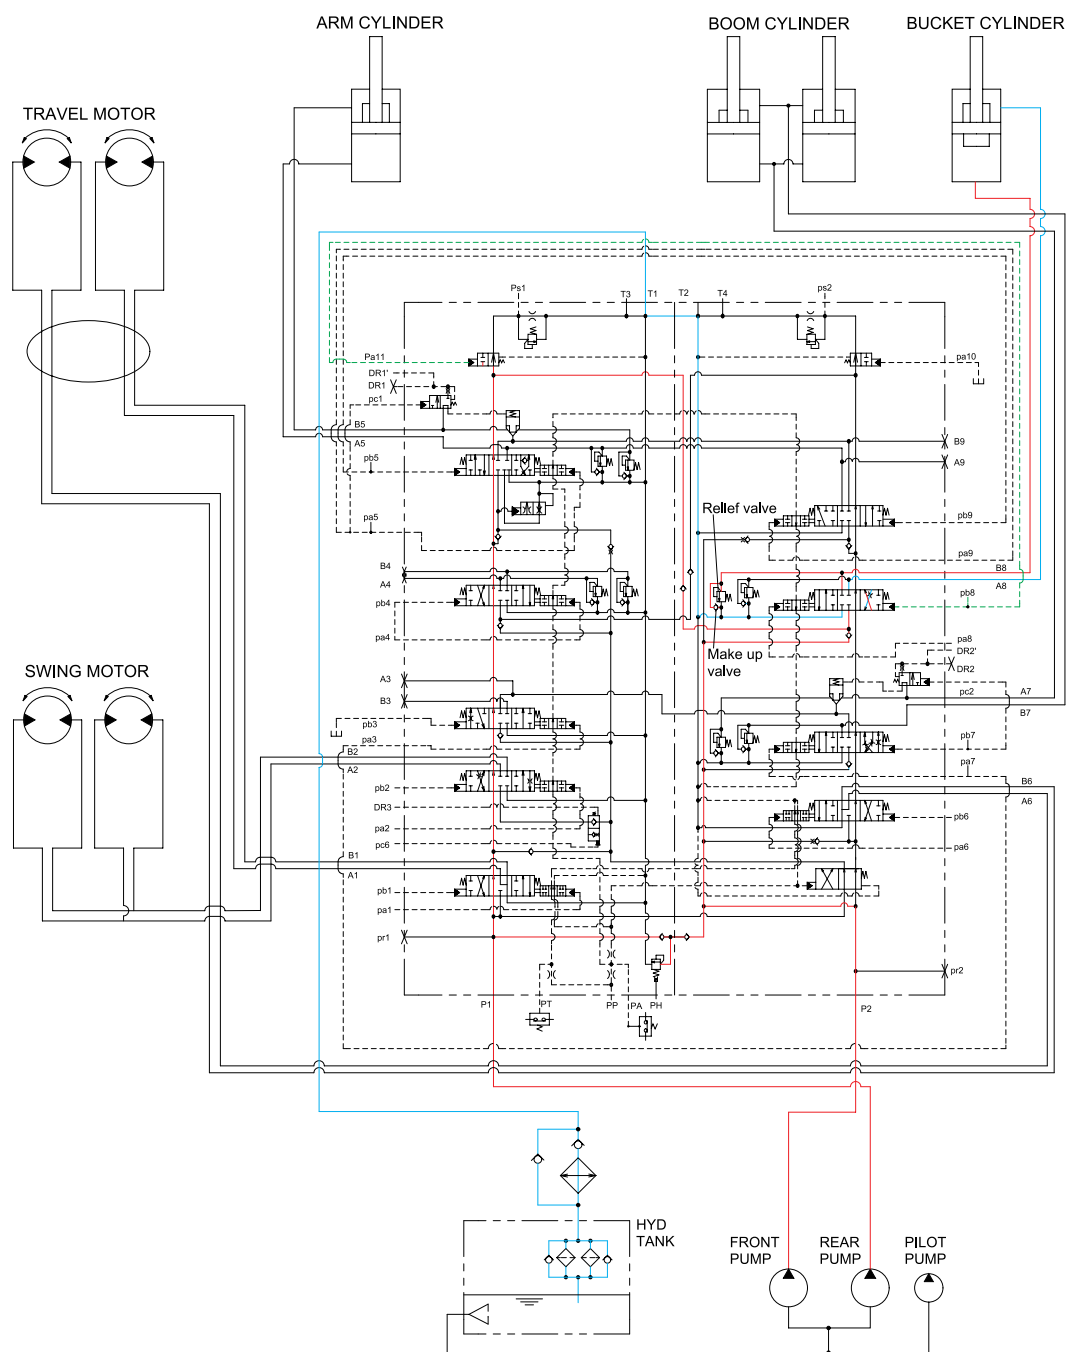 ARM CYLINDER
BOOM CYLINDER
BUCKET CYLINDER
TRAVEL MOTOR
Ps1
T3
T1
T2
T4
ps2
Pa11
pa10
DR1'
DR1
pc1
B5
A5
B9
A9
pb5
pa5
Rellef valve
pb9
pa9
B4
A4
B8
A8
pb4
pb8
pa4
pa8
DR2'
DR2
Make up
valve
SWING MOTOR
A3
B3
pc2
A7
B7
pb3
pa3
pb7
pa7
B2
A2
B6
A6
pb2
DR3
pa2
pc6
pb6
pa6
B1
A1
pb1
pa1
pr1
pr2
P1
PT
PP
PA
PH
P2
HYD
TANK
FRONT
PUMP
REAR
PUMP
PILOT
PUMP